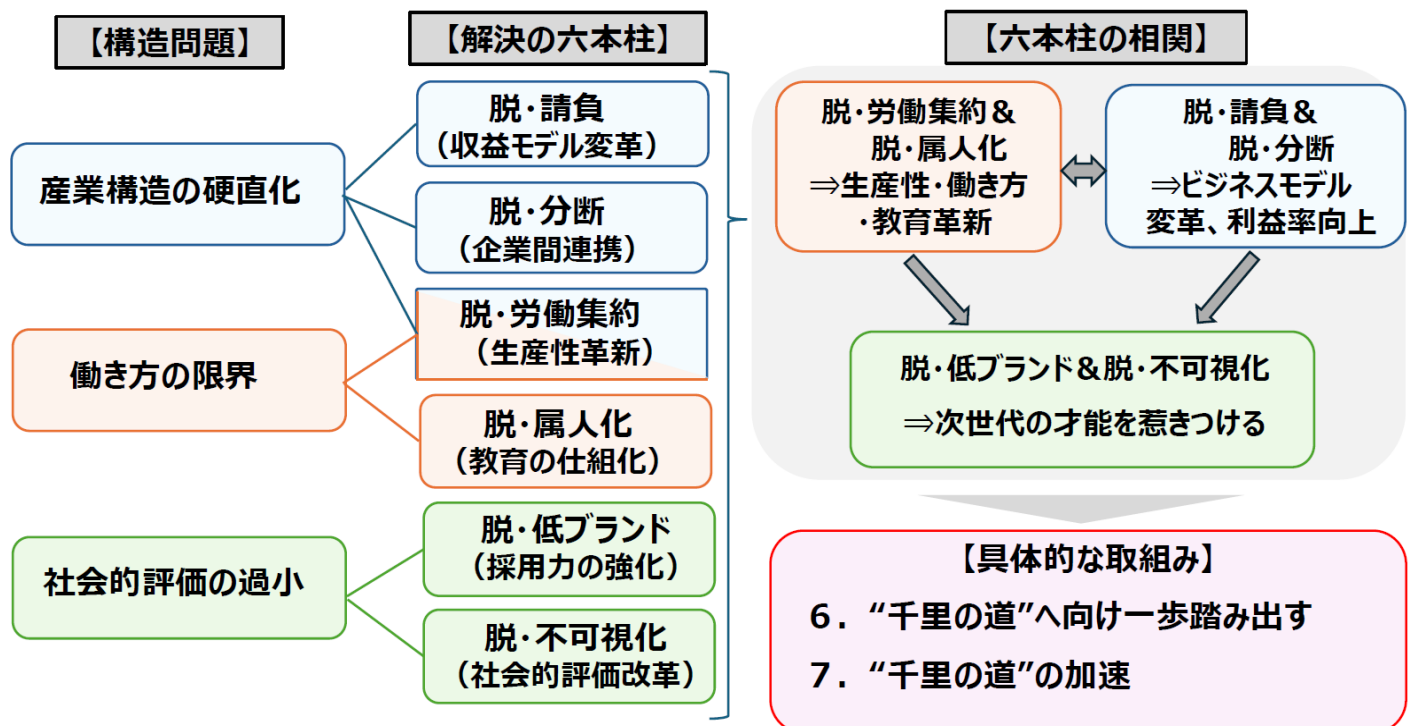 【構造問題】
産業構造の硬直化
働き方の限界
社会的評価の過小
【解決の六本柱】
脱・請負
（収益モデル変革）
脱・分断
（企業間連携）
脱・労働集約
（生産性革新）
脱・属人化
（教育の仕組化）
脱・低ブランド
（採用力の強化）
脱・不可視化
（社会的評価改革）
【六本柱の相関】
脱・労働集約＆
脱・属人化
⇒生産性・働き方
・教育革新
脱・請負＆
脱・分断
⇒ビジネスモデル
変革、利益率向上
脱・低ブランド＆脱・不可視化
⇒次世代の才能を惹きつける
【具体的な取組み】
６．“千里の道”へ向け一歩踏み出す
７．“千里の道”の加速